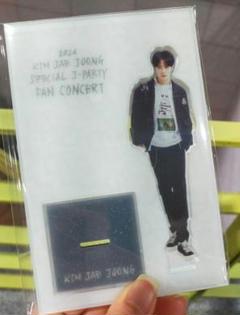 2024
KIM JAE JOONG
SPECIAL J-PARTY
FAN CONCERT
KIM JAE JOONG